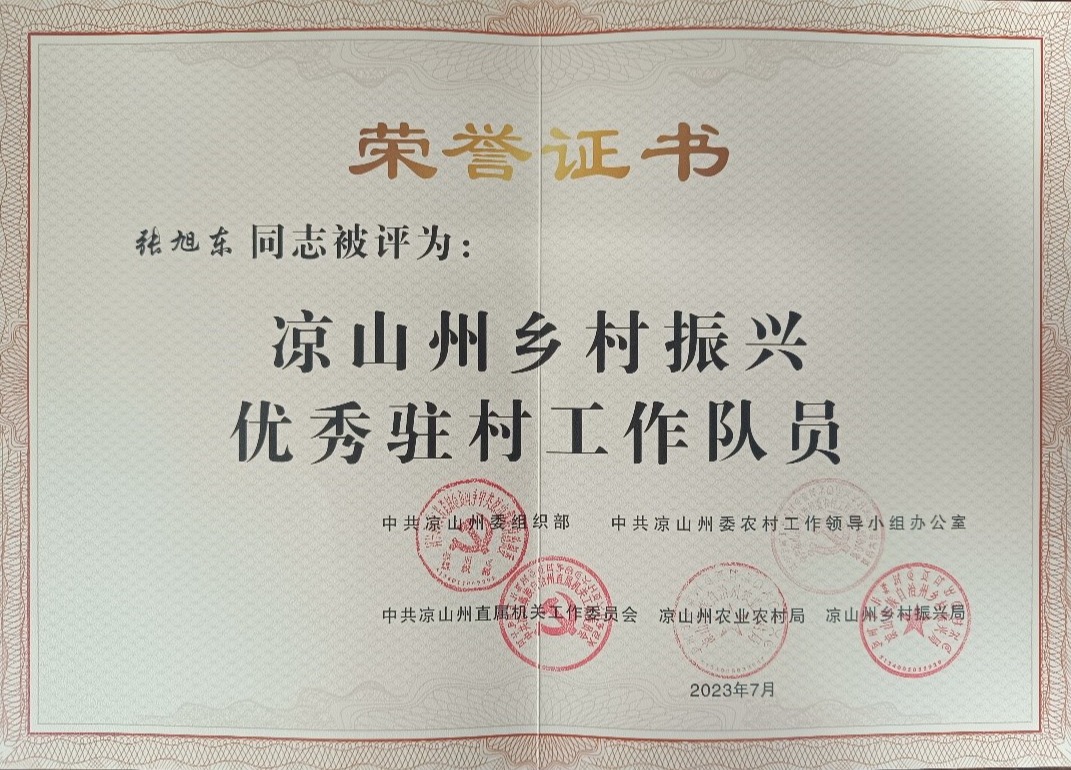 荣誉证书
张旭东 同志被评为：
凉山州乡村振兴
优秀驻村工作队员
中共凉山州委组织部 中共凉山州委农村工作领导小组办公室
中共凉山州直属机关工作委员会 凉山州农业农村局 凉山州乡村振兴局
2023年7月